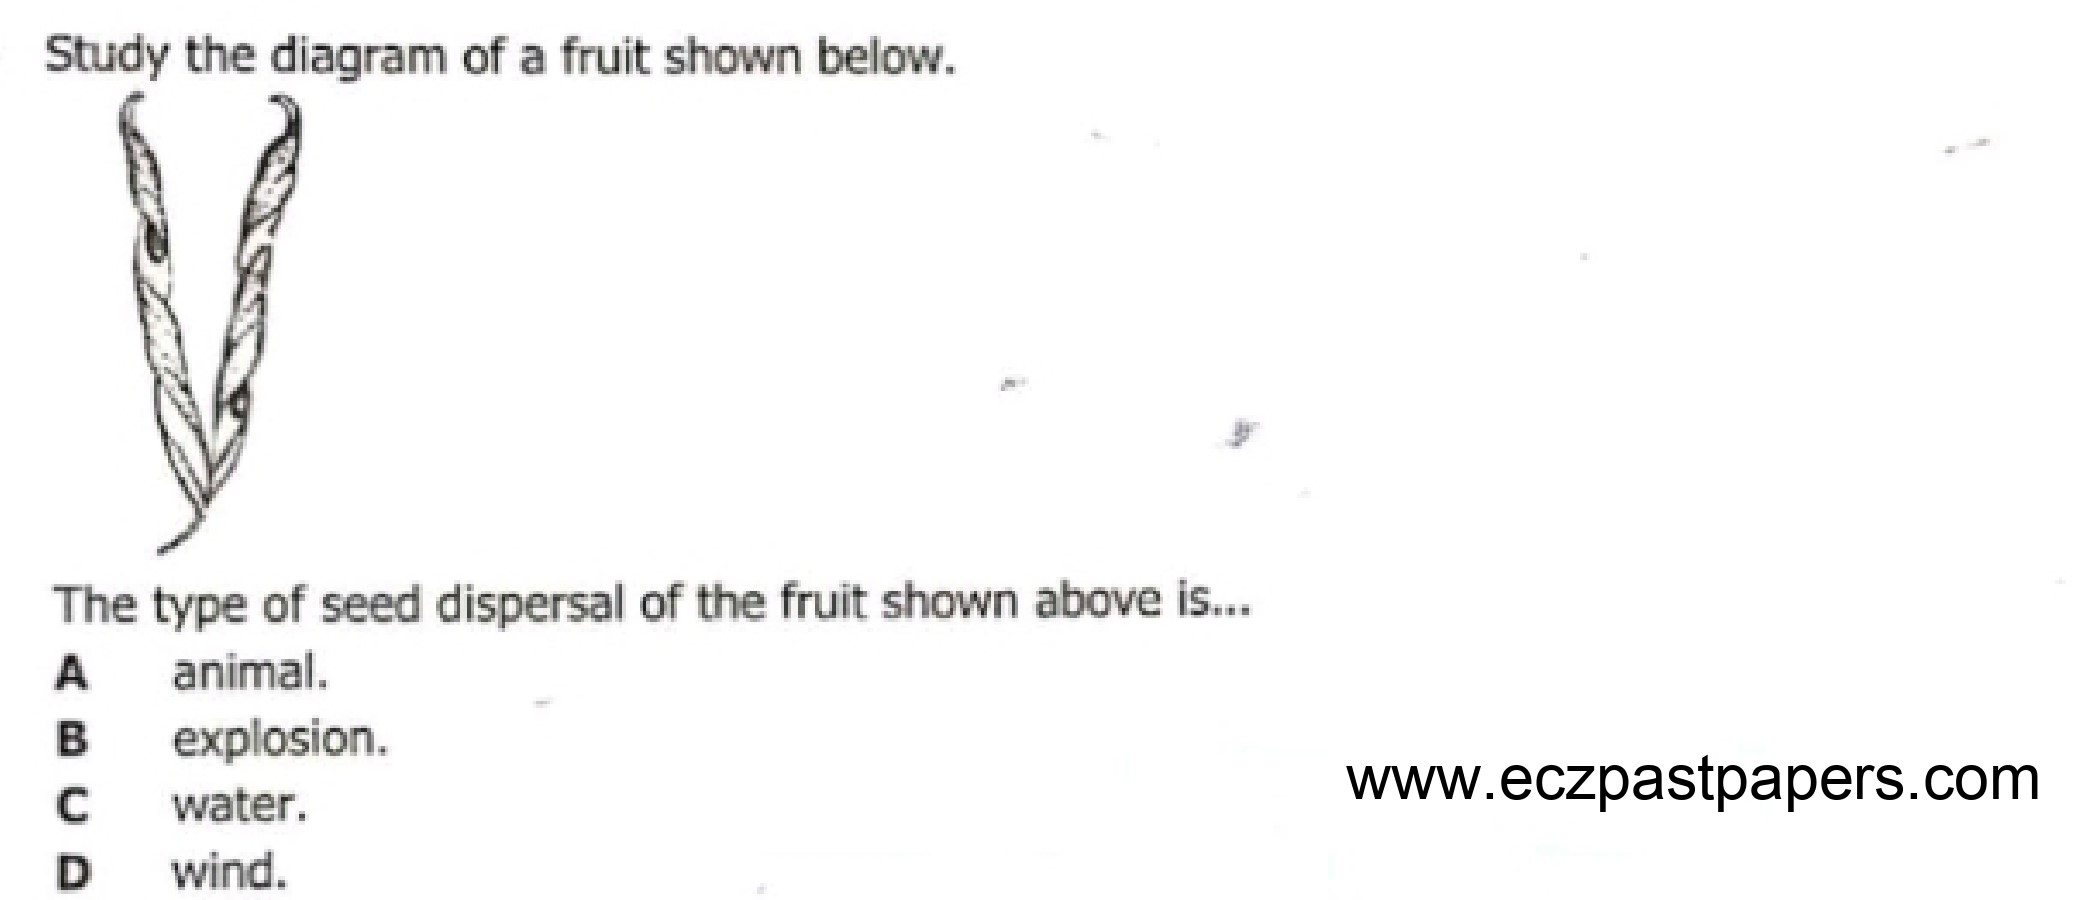 Study the diagram of a fruit shown below.
The type of seed dispersal of the fruit shown above is...
A animal.
B explosion.
C water.
D wind.
www.eczpastpapers.com